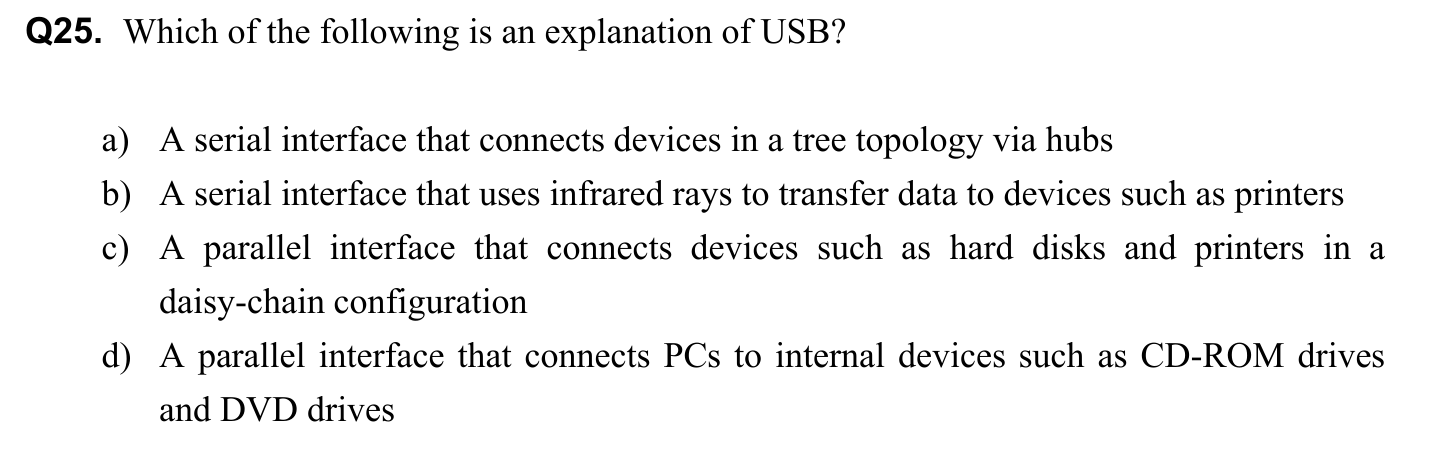 Q25. Which of the following is an explanation of USB?
a) A serial interface that connects devices in a tree topology via hubs
b) A serial interface that uses infrared rays to transfer data to devices such as printers
c) A parallel interface that connects devices such as hard disks and printers in a
daisy-chain configuration
d) A parallel interface that connects PCs to internal devices such as CD-ROM drives
and DVD drives